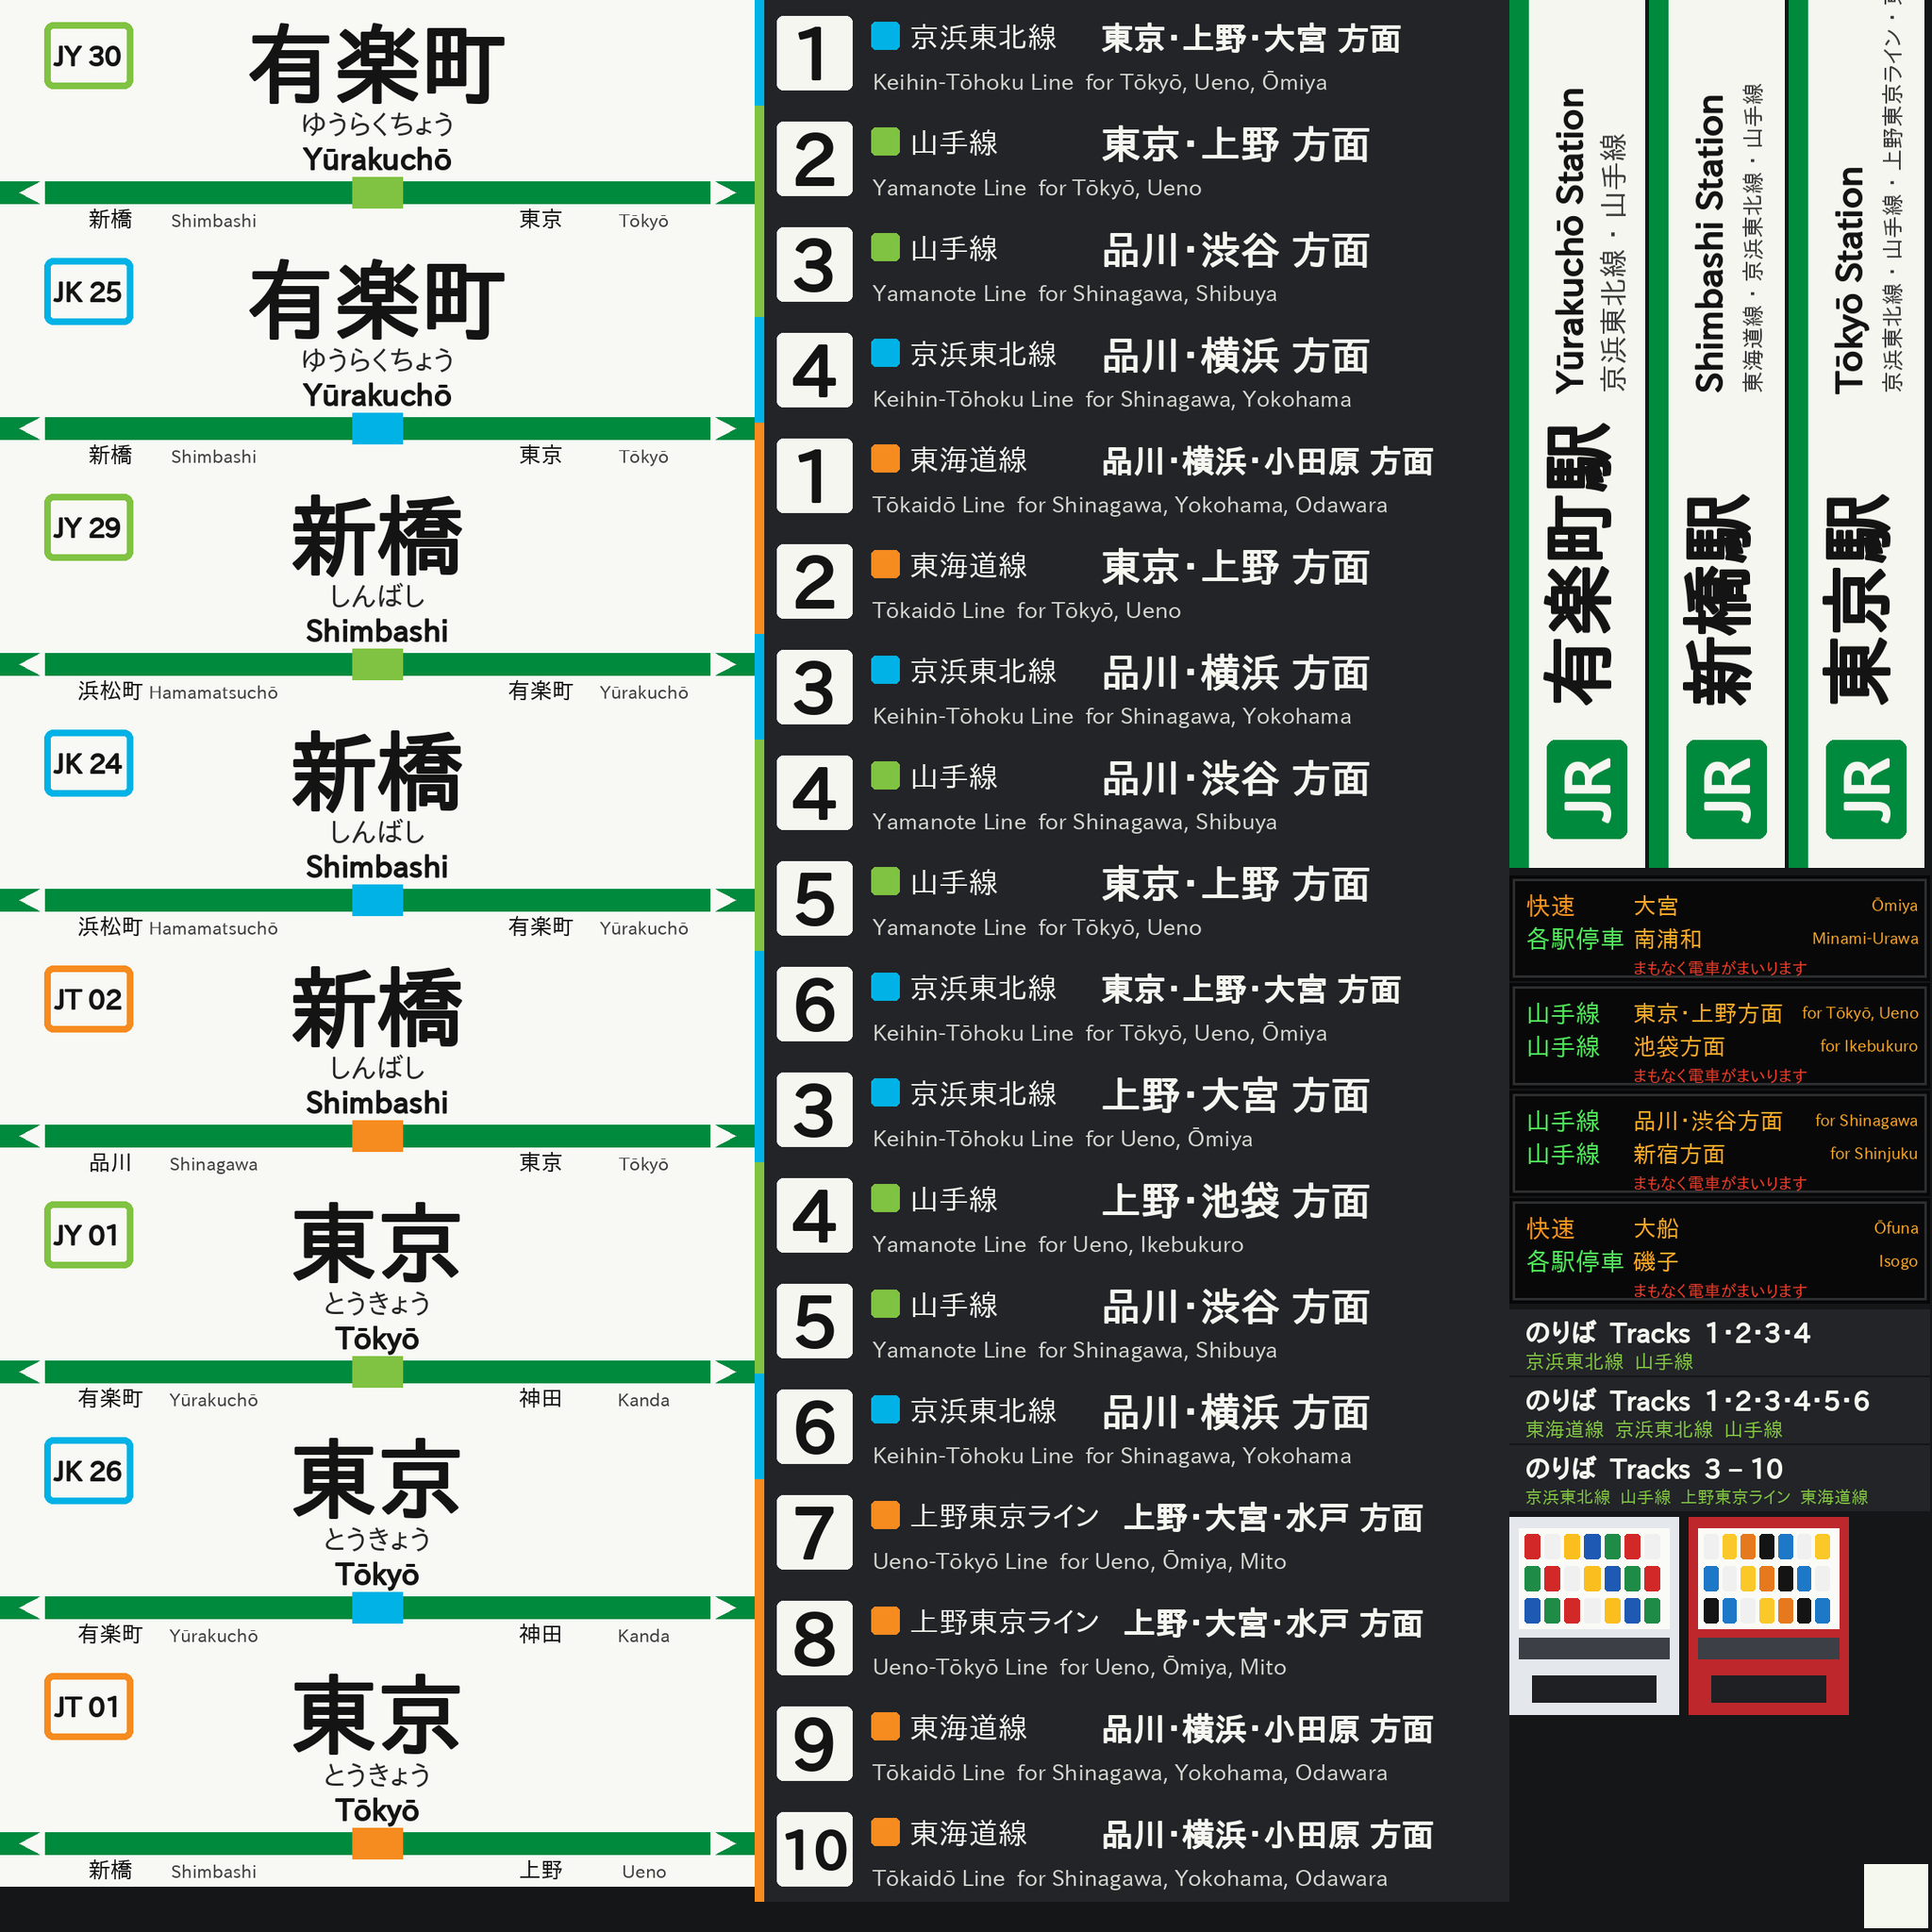 JY 30
有楽町
ゆうらくちょう
Yūrakuchō
新橋 Shimbashi 東京 Tōkyō
JK 25
有楽町
ゆうらくちょう
Yūrakuchō
新橋 Shimbashi 東京 Tōkyō
JY 29
新橋
しんばし
Shimbashi
浜松町 Hamamatsuchō 有楽町 Yūrakuchō
JK 24
新橋
しんばし
Shimbashi
浜松町 Hamamatsuchō 有楽町 Yūrakuchō
JT 02
新橋
しんばし
Shimbashi
品川 Shinagawa 東京 Tōkyō
JY 01
東京
とうきょう
Tōkyō
有楽町 Yūrakuchō 神田 Kanda
JK 26
東京
とうきょう
Tōkyō
有楽町 Yūrakuchō 神田 Kanda
JT 01
東京
とうきょう
Tōkyō
新橋 Shimbashi 上野 Ueno
1 京浜東北線 東京・上野・大宮 方面
Keihin-Tōhoku Line for Tōkyō, Ueno, Ōmiya
2 山手線 東京・上野 方面
Yamanote Line for Tōkyō, Ueno
3 山手線 品川・渋谷 方面
Yamanote Line for Shinagawa, Shibuya
4 京浜東北線 品川・横浜 方面
Keihin-Tōhoku Line for Shinagawa, Yokohama
1 東海道線 品川・横浜・小田原 方面
Tōkaidō Line for Shinagawa, Yokohama, Odawara
2 東海道線 東京・上野 方面
Tōkaidō Line for Tōkyō, Ueno
3 京浜東北線 品川・横浜 方面
Keihin-Tōhoku Line for Shinagawa, Yokohama
4 山手線 品川・渋谷 方面
Yamanote Line for Shinagawa, Shibuya
5 山手線 東京・上野 方面
Yamanote Line for Tōkyō, Ueno
6 京浜東北線 東京・上野・大宮 方面
Keihin-Tōhoku Line for Tōkyō, Ueno, Ōmiya
3 京浜東北線 上野・大宮 方面
Keihin-Tōhoku Line for Ueno, Ōmiya
4 山手線 上野・池袋 方面
Yamanote Line for Ueno, Ikebukuro
5 山手線 品川・渋谷 方面
Yamanote Line for Shinagawa, Shibuya
6 京浜東北線 品川・横浜 方面
Keihin-Tōhoku Line for Shinagawa, Yokohama
7 上野東京ライン 上野・大宮・水戸 方面
Ueno-Tōkyō Line for Ueno, Ōmiya, Mito
8 上野東京ライン 上野・大宮・水戸 方面
Ueno-Tōkyō Line for Ueno, Ōmiya, Mito
9 東海道線 品川・横浜・小田原 方面
Tōkaidō Line for Shinagawa, Yokohama, Odawara
10 東海道線 品川・横浜・小田原 方面
Tōkaidō Line for Shinagawa, Yokohama, Odawara
JR 有楽町駅 Yūrakuchō Station
京浜東北線・山手線
JR 新橋駅 Shimbashi Station
東海道線・京浜東北線・山手線
JR 東京駅 Tōkyō Station
京浜東北線・山手線・上野東京ライン・
快速 大宮 Ōmiya
各駅停車 南浦和 Minami-Urawa
まもなく電車がまいります
山手線 東京・上野方面 for Tōkyō, Ueno
山手線 池袋方面 for Ikebukuro
まもなく電車がまいります
山手線 品川・渋谷方面 for Shinagawa
山手線 新宿方面 for Shinjuku
まもなく電車がまいります
快速 大船 Ōfuna
各駅停車 磯子 Isogo
まもなく電車がまいります
のりば Tracks 1・2・3・4
京浜東北線 山手線
のりば Tracks 1・2・3・4・5・6
東海道線 京浜東北線 山手線
のりば Tracks 3 – 10
京浜東北線 山手線 上野東京ライン 東海道線